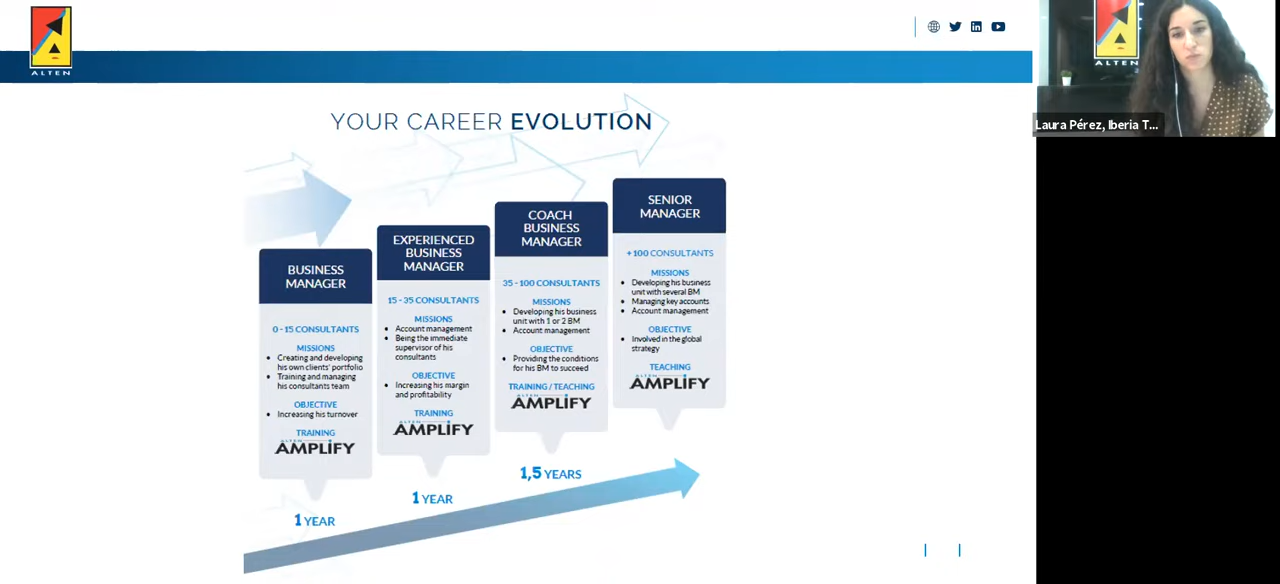 ALTEN
ALTEN
Laura Pérez, Iberia T...
YOUR CAREER EVOLUTION
BUSINESS
MANAGER
0 - 15 CONSULTANTS
MISSIONS
• Creating and developing
his own clients' portfolio
• Training and managing
his consultants team
OBJECTIVE
• Increasing his turnover
TRAINING
ALTEN
AMPLIFY
1 YEAR
EXPERIENCED
BUSINESS
MANAGER
15 - 35 CONSULTANTS
MISSIONS
• Account management
• Being the immediate
supervisor of his
consultants
OBJECTIVE
• Increasing his margin
and profitability
TRAINING
ALTEN
AMPLIFY
1 YEAR
COACH
BUSINESS
MANAGER
35 - 100 CONSULTANTS
MISSIONS
• Developing his business
unit with 1 or 2 BM
• Account management
OBJECTIVE
• Providing the conditions
for his BM to succeed
TRAINING / TEACHING
ALTEN
AMPLIFY
1,5 YEARS
SENIOR
MANAGER
+100 CONSULTANTS
MISSIONS
• Developing his business
unit with several BM
• Managing key accounts
• Account management
OBJECTIVE
• Involved in the global
strategy
TEACHING
ALTEN
AMPLIFY